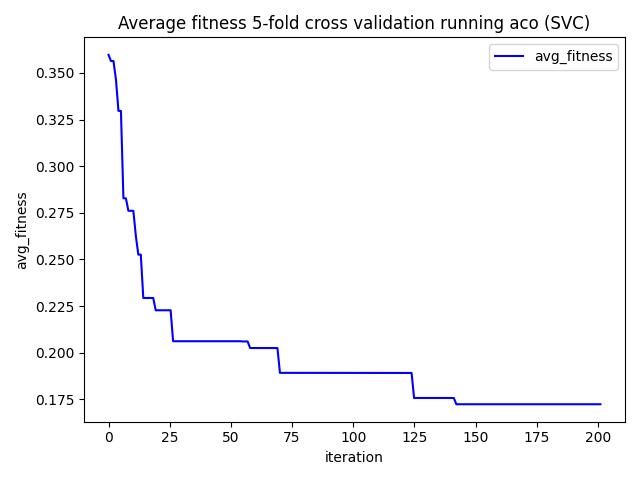 Average fitness 5-fold cross validation running aco (SVC)
avg_fitness
0.350
0.325
0.300
0.275
0.250
0.225
0.200
0.175
avg_fitness
0 25 50 75 100 125 150 175 200
iteration